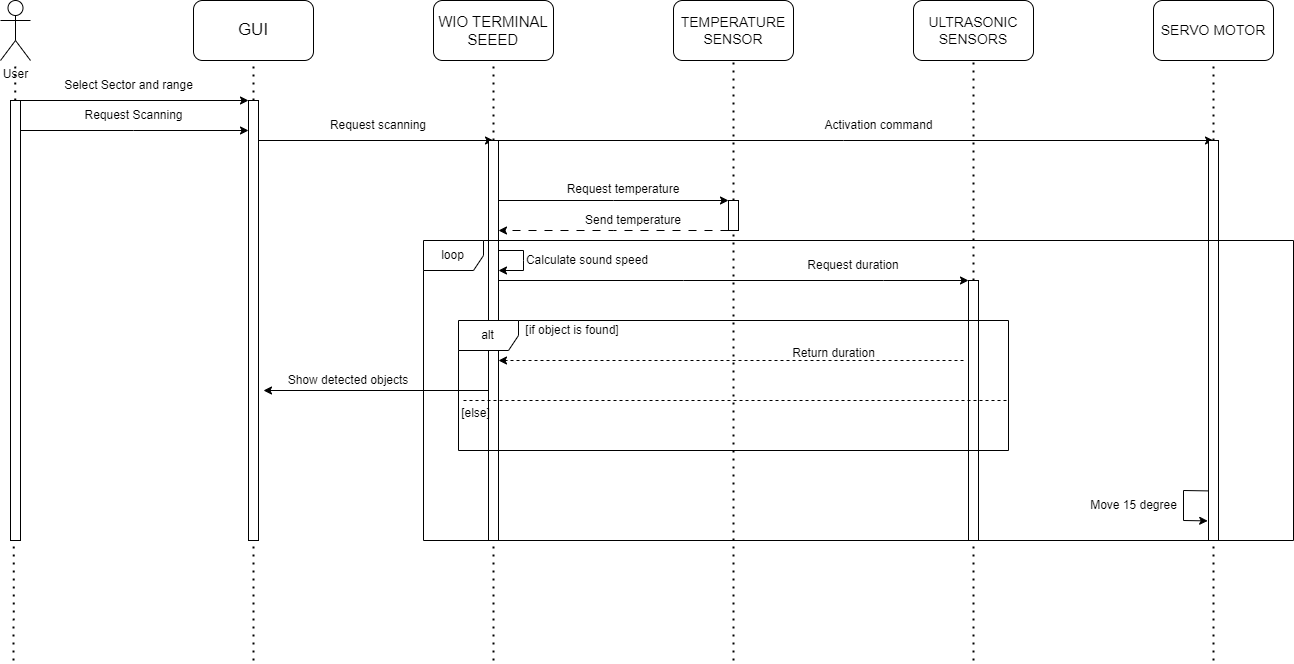 User
GUI
WIO TERMINAL
SEEED
TEMPERATURE
SENSOR
ULTRASONIC
SENSORS
SERVO MOTOR
Select Sector and range
Request Scanning
Request scanning
Activation command
Request temperature
Send temperature
loop
Calculate sound speed
Request duration
alt
[if object is found]
Return duration
Show detected objects
[else]
Move 15 degree